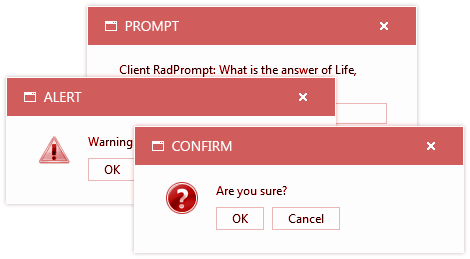 PROMPT
Client RadPrompt: What is the answer of Life,
ALERT
Warning
OK
CONFIRM
Are you sure?
OK Cancel